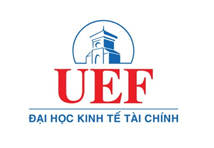 UEF
ĐẠI HỌC KINH TẾ TÀI CHÍNH